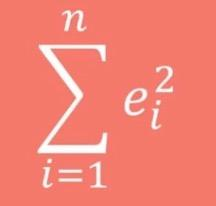 n
∑ e_i^2
i=1